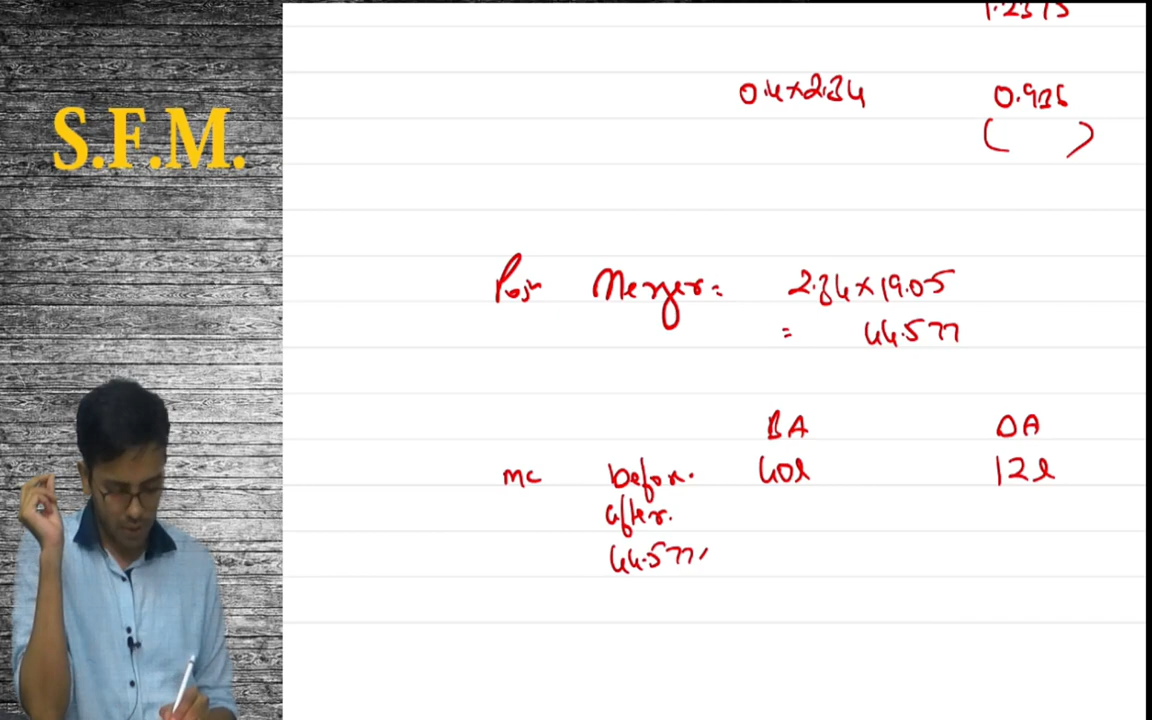 S.F.M.
0.4×2.34 0.936
( )
Post Merger = 2.34×19.05
= 44.577
BA DA
MC before. 40l 12l
after.
44.577